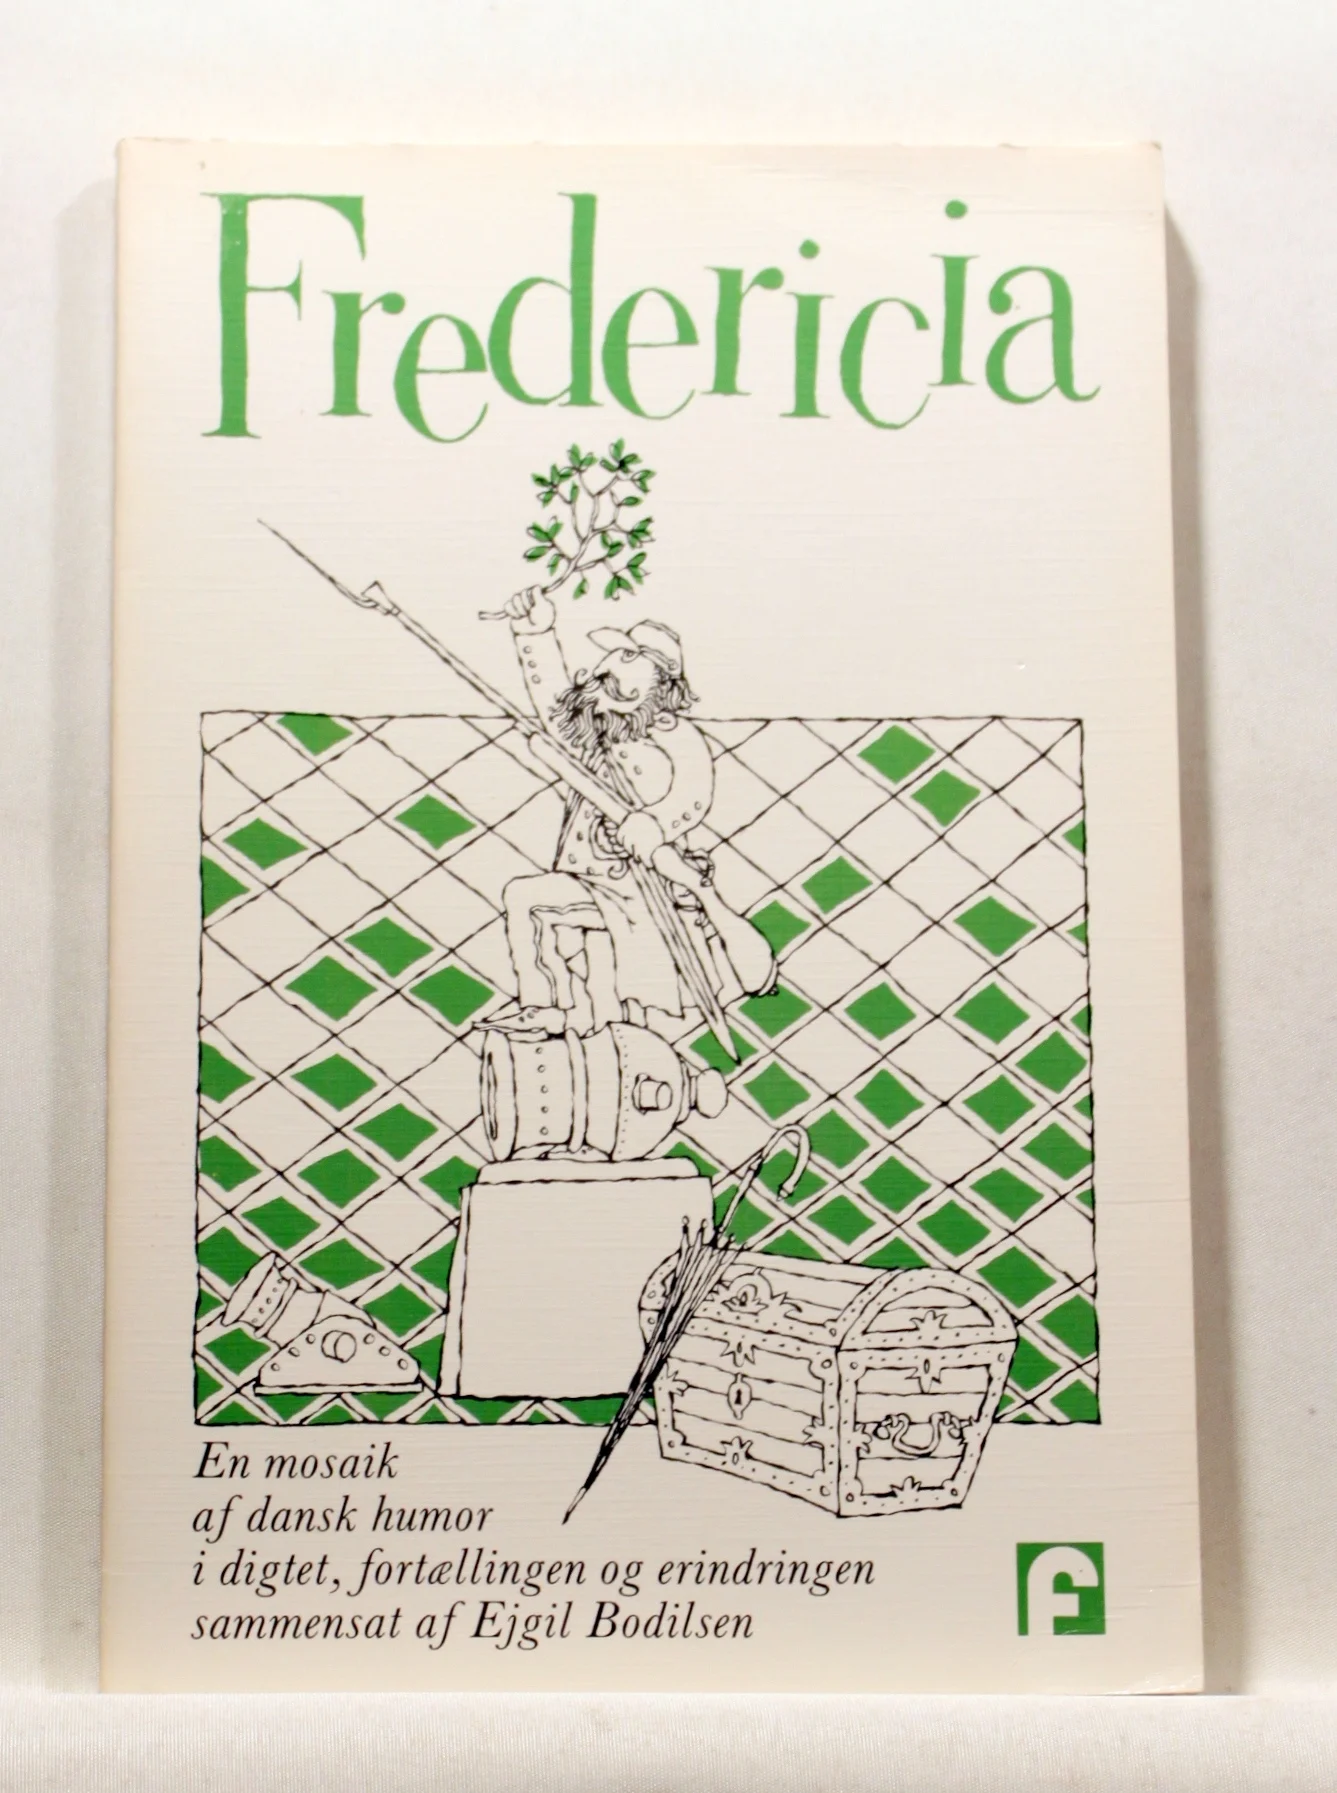 Fredericia
En mosaik
af dansk humor
i digtet, fortællingen og erindringen
sammensat af Ejgil Bodilsen
f